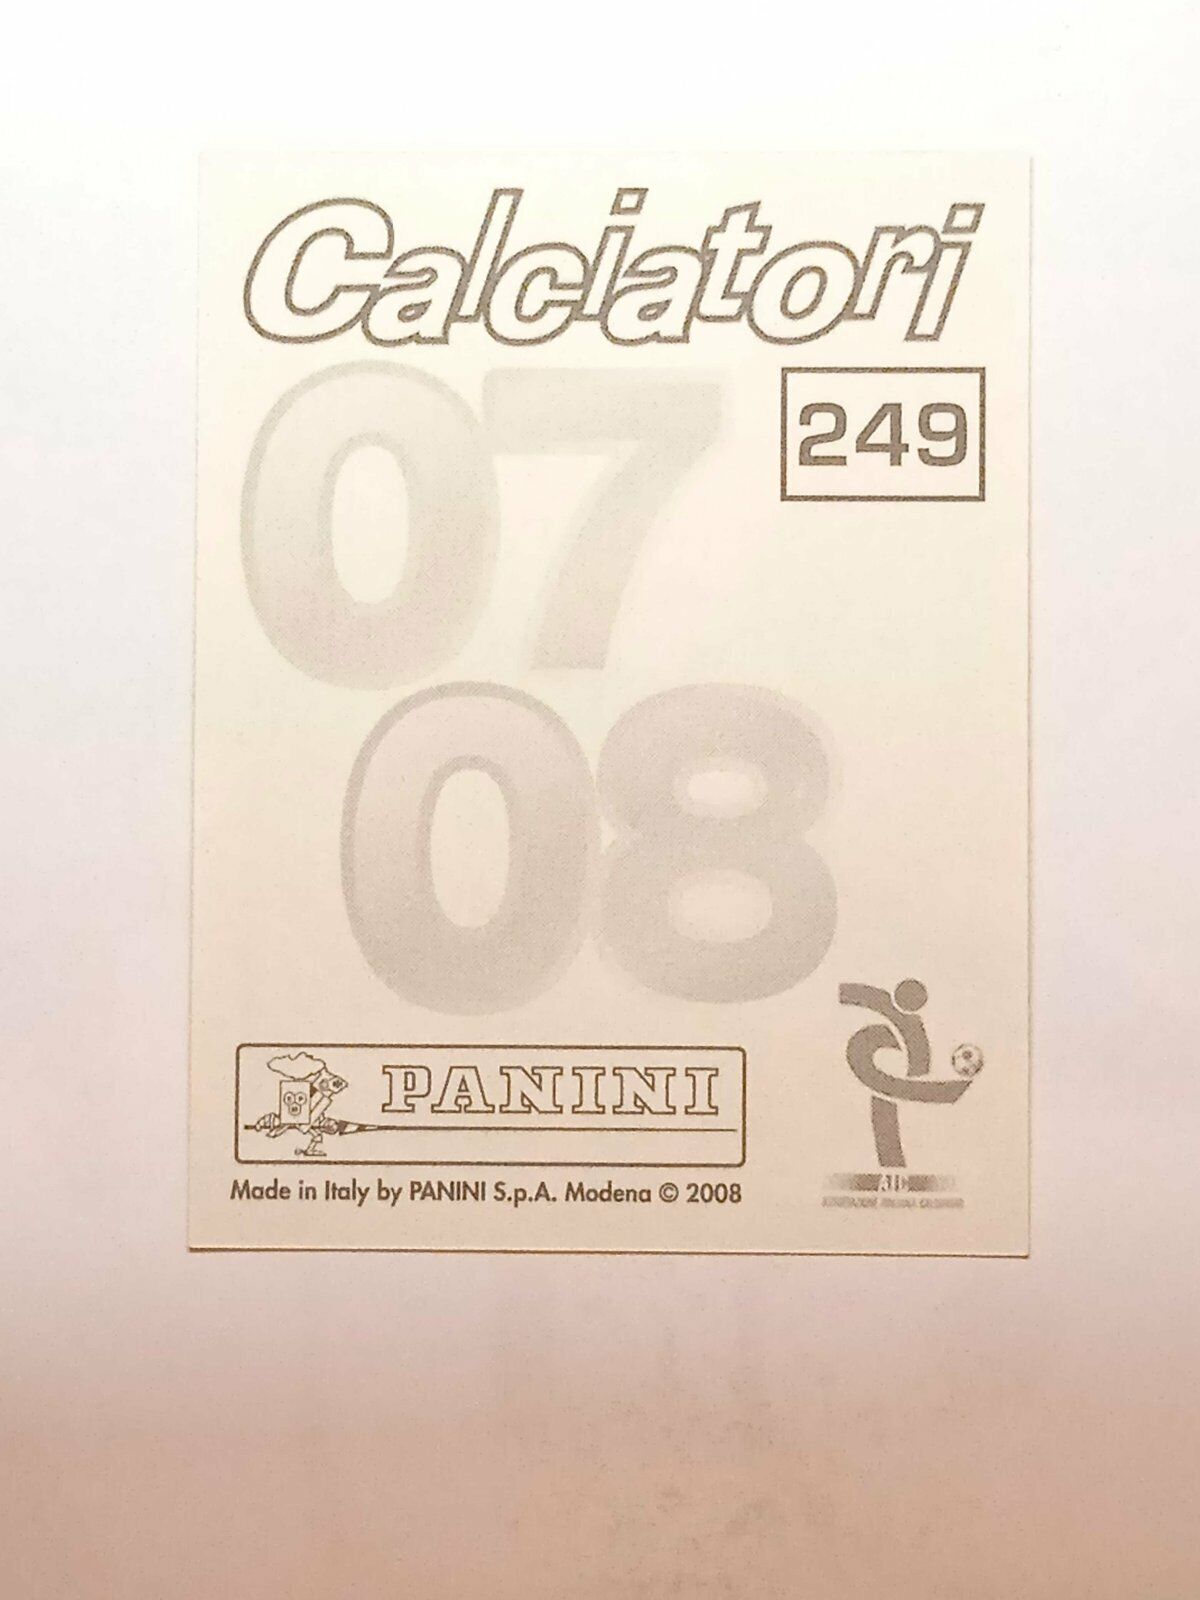 Calciatori
07
249
08
PANINI
Made in Italy by PANINI S.p.A. Modena © 2008